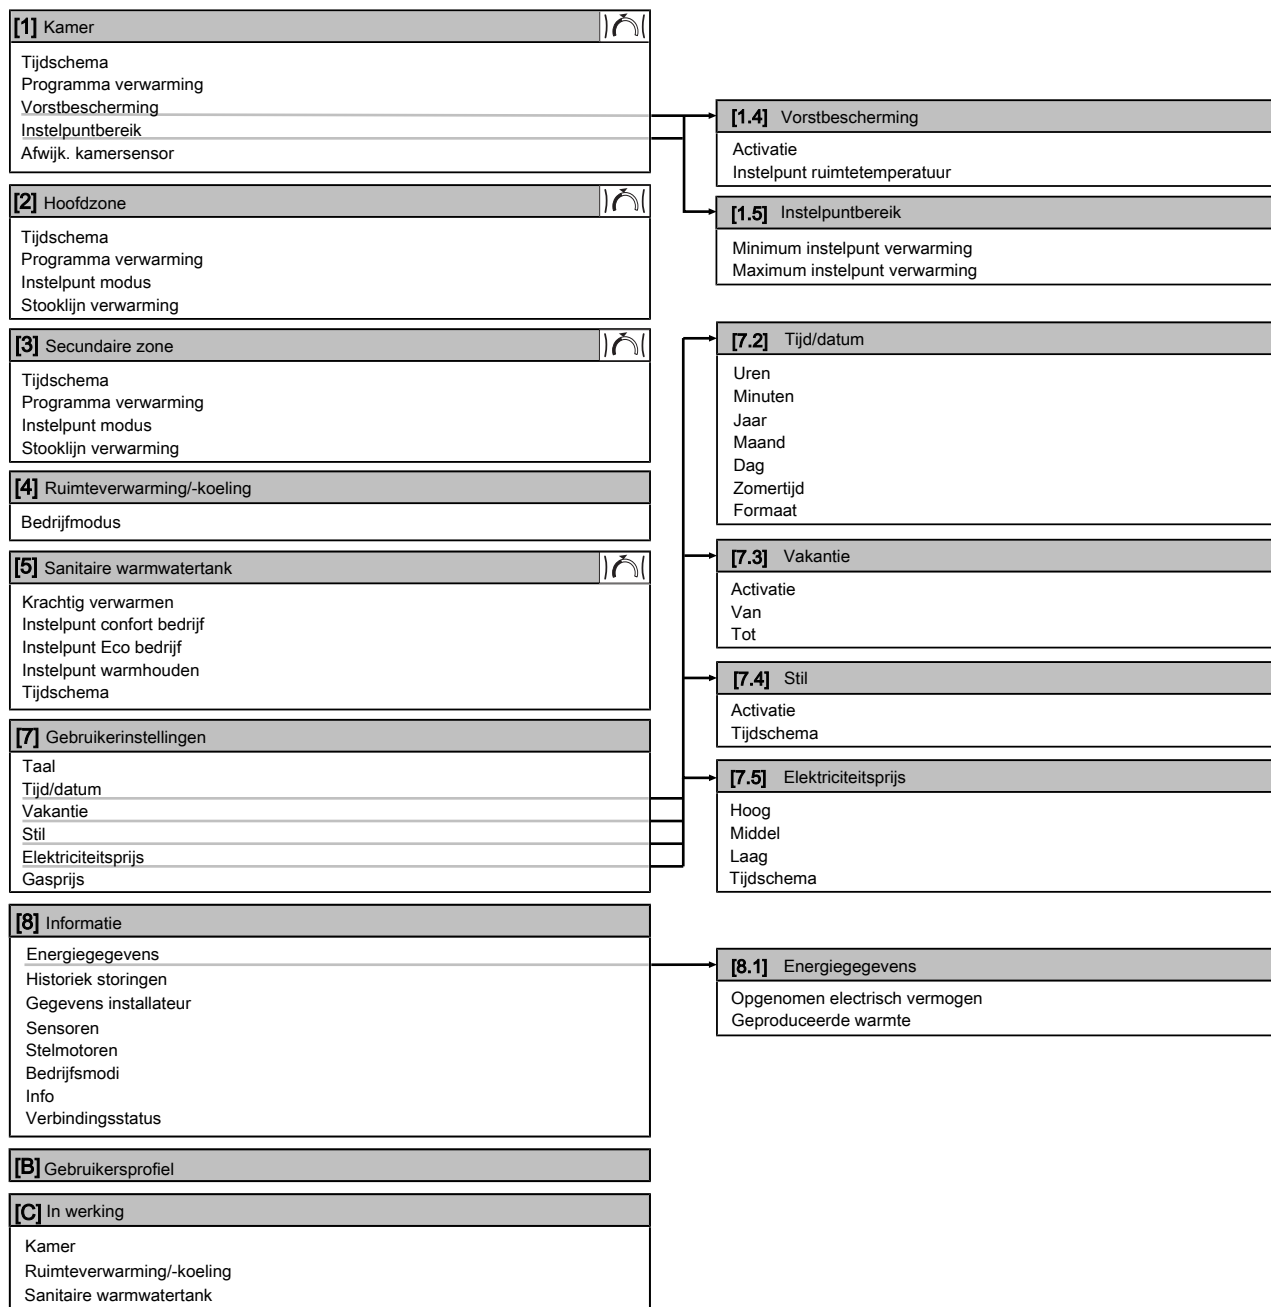 [1] Kamer
Tijdschema
Programma verwarming
Vorstbescherming
Instelpuntbereik
Afwijk. kamersensor
[1.4] Vorstbescherming
Activatie
Instelpunt ruimtetemperatuur
[1.5] Instelpuntbereik
Minimum instelpunt verwarming
Maximum instelpunt verwarming
[2] Hoofdzone
Tijdschema
Programma verwarming
Instelpunt modus
Stooklijn verwarming
[3] Secundaire zone
Tijdschema
Programma verwarming
Instelpunt modus
Stooklijn verwarming
[4] Ruimteverwarming/-koeling
Bedrijfmodus
[5] Sanitaire warmwatertank
Krachtig verwarmen
Instelpunt confort bedrijf
Instelpunt Eco bedrijf
Instelpunt warmhouden
Tijdschema
[7] Gebruikerinstellingen
Taal
Tijd/datum
Vakantie
Stil
Elektriciteitsprijs
Gasprijs
[7.2] Tijd/datum
Uren
Minuten
Jaar
Maand
Dag
Zomertijd
Formaat
[7.3] Vakantie
Activatie
Van
Tot
[7.4] Stil
Activatie
Tijdschema
[7.5] Elektriciteitsprijs
Hoog
Middel
Laag
Tijdschema
[8] Informatie
Energiegegevens
Historiek storingen
Gegevens installateur
Sensoren
Stelmotoren
Bedrijfsmodi
Info
Verbindingsstatus
[8.1] Energiegegevens
Opgenomen electrisch vermogen
Geproduceerde warmte
[B] Gebruikersprofiel
[C] In werking
Kamer
Ruimteverwarming/-koeling
Sanitaire warmwatertank